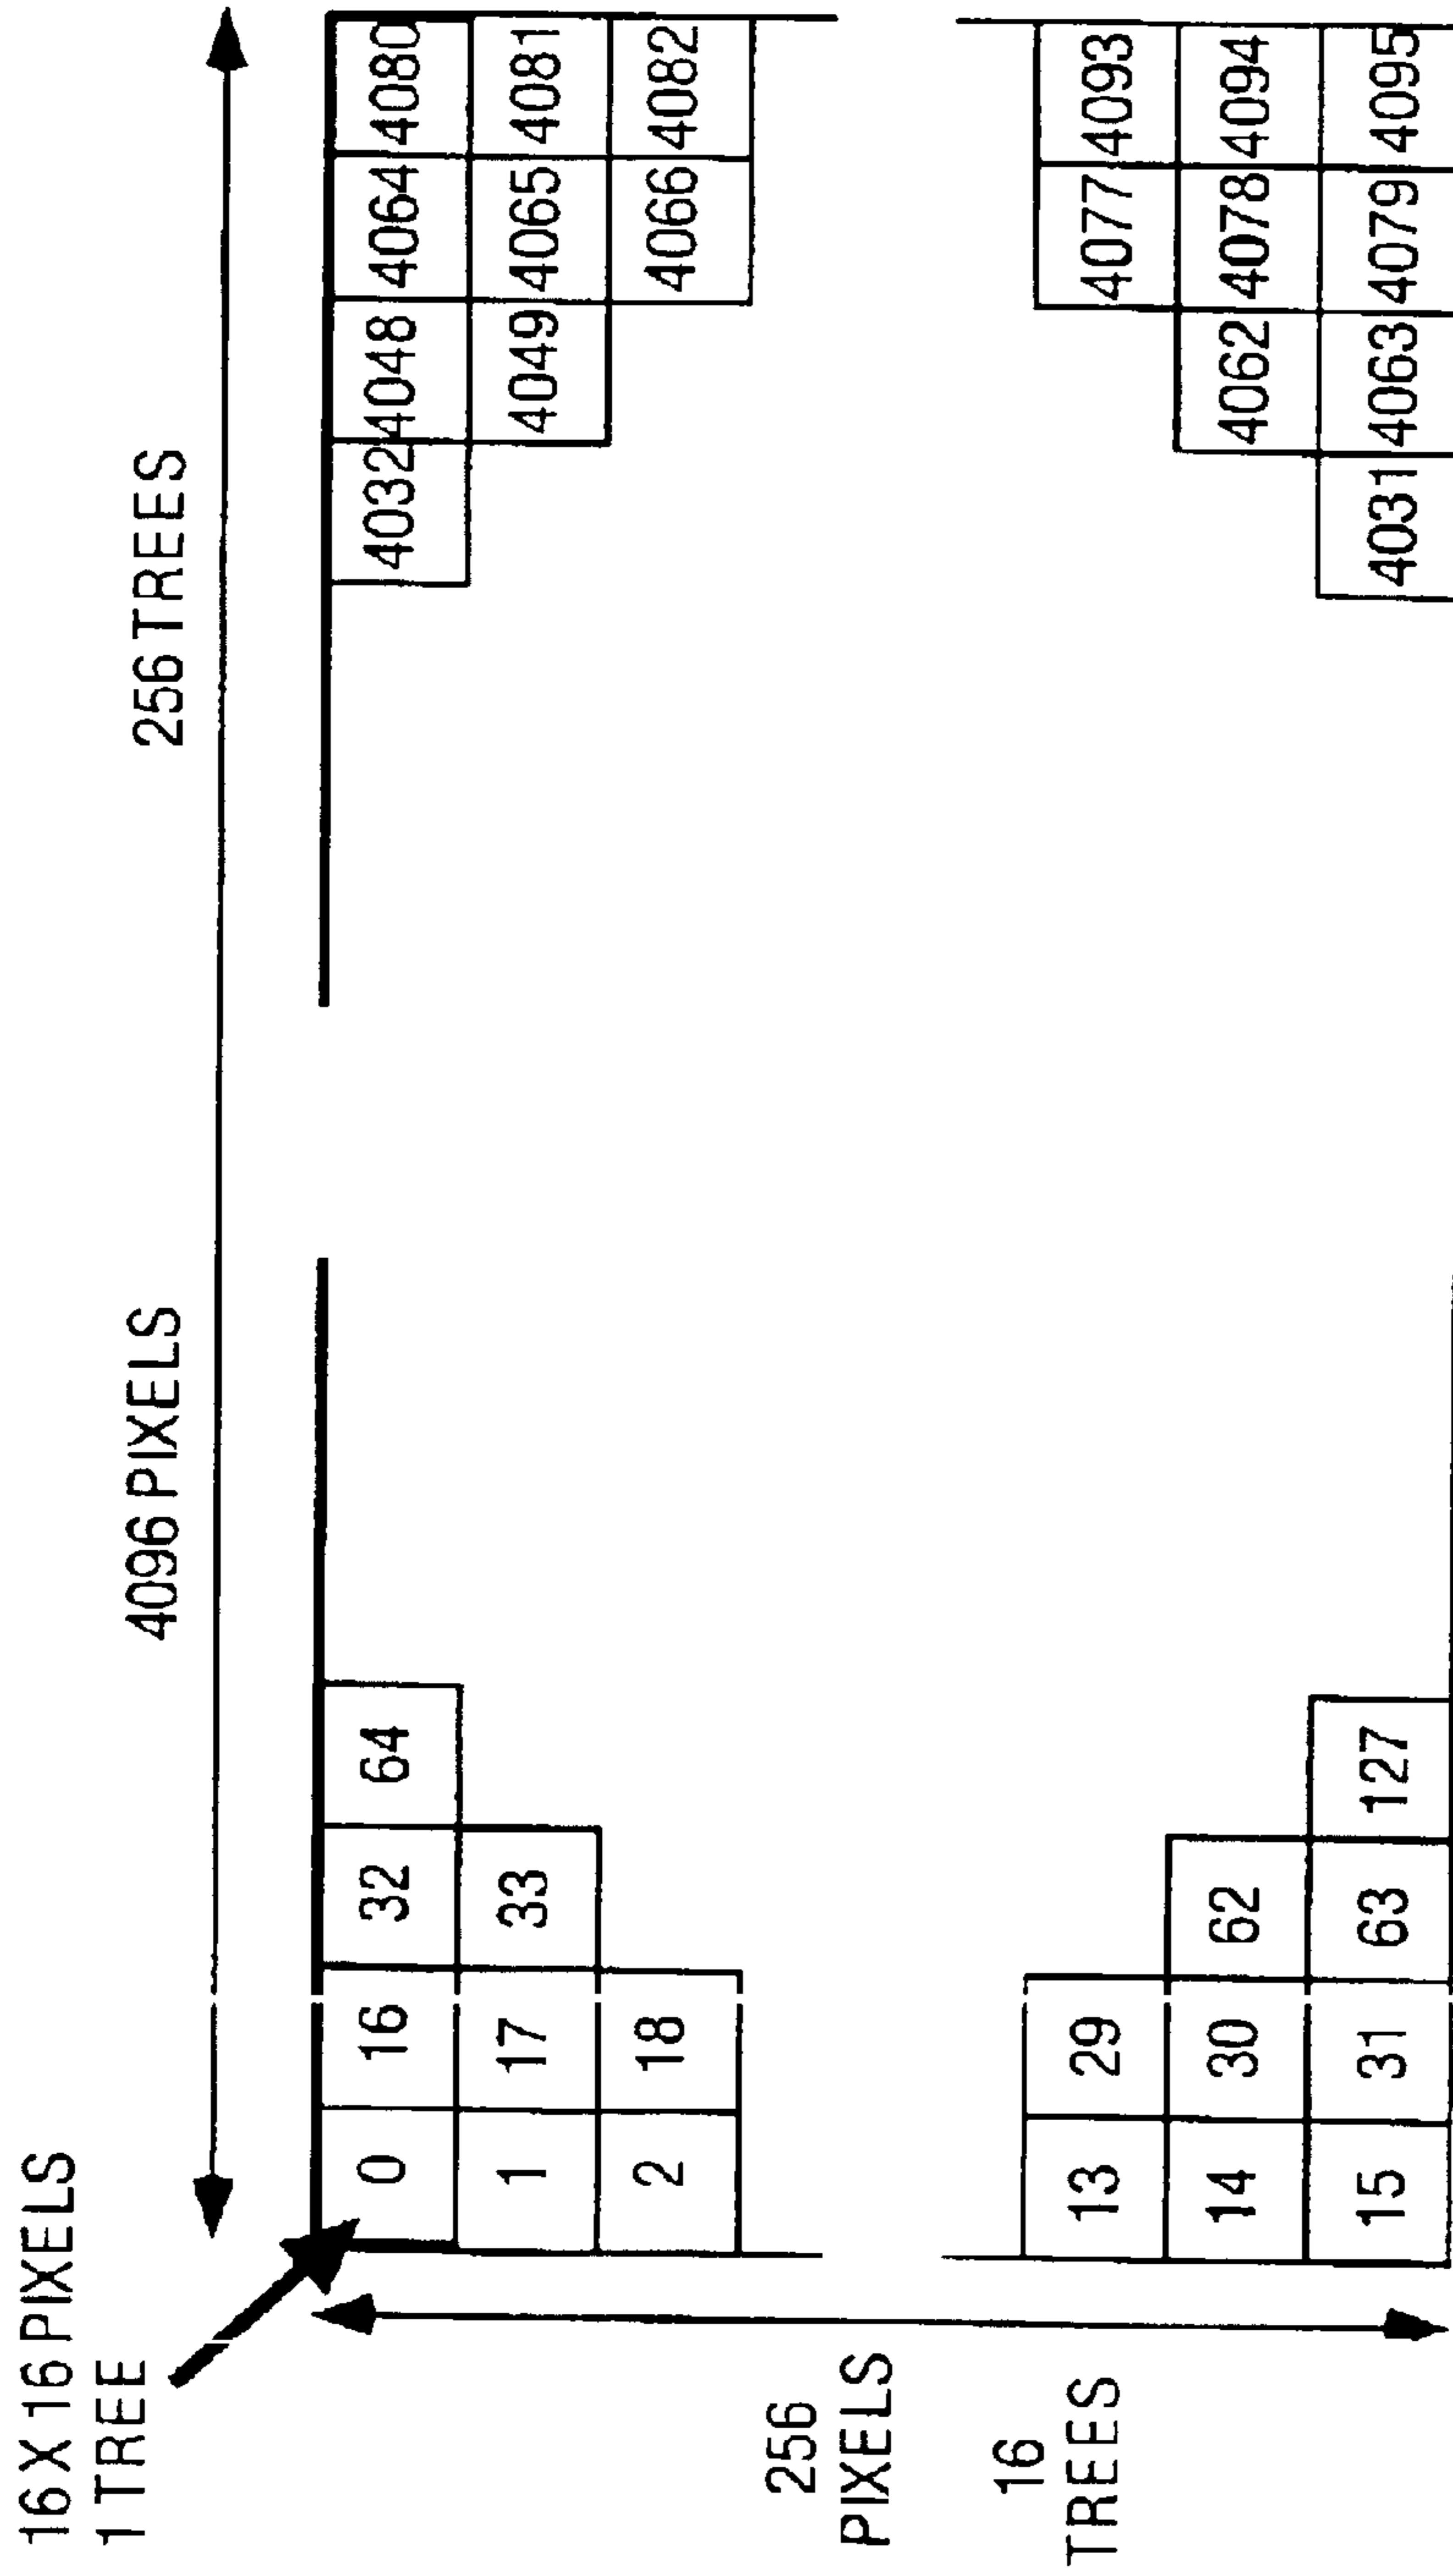 16 X 16 PIXELS
1 TREE
4096 PIXELS
256 TREES
0 16 32 64
4032 4048 4064 4080
1 17 33
4049 4065 4081
2 18
4066 4082
256
PIXELS
16
TREES
13 29
4077 4093
14 30 62
4062 4078 4094
15 31 63 127
4031 4063 4079 4095